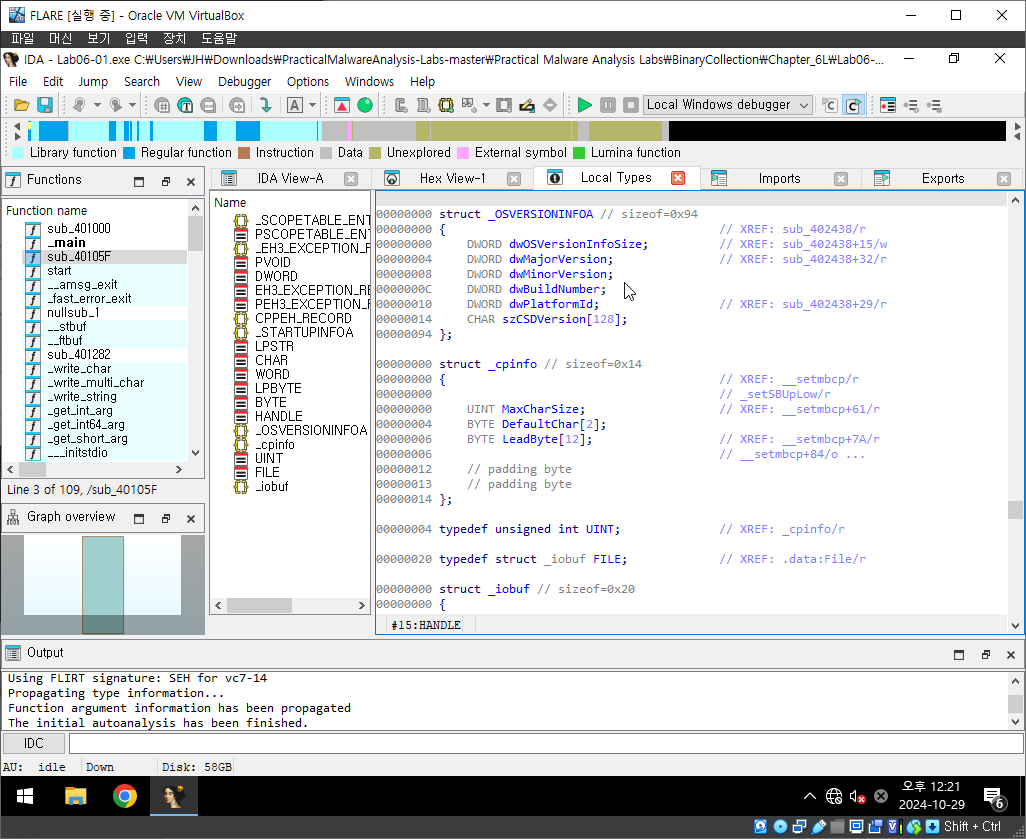 FLARE [실행 중] - Oracle VM VirtualBox
파일 머신 보기 입력 장치 도움말
IDA - Lab06-01.exe C:₩Users₩JH₩Downloads₩PracticalMalwareAnalysis-Labs-master₩Practical Malware Analysis Labs₩BinaryCollection₩Chapter_6L₩Lab06-...
File Edit Jump Search View Debugger Options Windows Help
Local Windows debugger
Library function Regular function Instruction Data Unexplored External symbol Lumina function
Functions
Function name
sub_401000
_main
sub_40105F
start
__amsg_exit
_fast_error_exit
nullsub_1
__stbuf
__ftbuf
sub_401282
_write_char
_write_multi_char
_write_string
_get_int_arg
_get_int64_arg
_get_short_arg
___initstdio
Line 3 of 109, /sub_40105F
Graph overview
IDA View-A Hex View-1 Local Types Imports Exports
Name
_SCOPETABLE_ENT
PSCOPETABLE_ENT
_EH3_EXCEPTION_F
PVOID
DWORD
EH3_EXCEPTION_RE
PEH3_EXCEPTION_R
CPPEH_RECORD
_STARTUPINFOA
LPSTR
CHAR
WORD
LPBYTE
BYTE
HANDLE
_OSVERSIONINFOA
_cpinfo
UINT
FILE
_iobuf
00000000 struct _OSVERSIONINFOA // sizeof=0x94
00000000 { // XREF: sub_402438/r
00000000 DWORD dwOSVersionInfoSize; // XREF: sub_402438+15/w
00000004 DWORD dwMajorVersion; // XREF: sub_402438+32/r
00000008 DWORD dwMinorVersion;
0000000C DWORD dwBuildNumber;
00000010 DWORD dwPlatformId; // XREF: sub_402438+29/r
00000014 CHAR szCSDVersion[128];
00000094 };
00000000 struct _cpinfo // sizeof=0x14
00000000 { // XREF: __setmbcp/r
00000000 // _setSBUpLow/r
00000000 UINT MaxCharSize; // XREF: __setmbcp+61/r
00000004 BYTE DefaultChar[2];
00000006 BYTE LeadByte[12]; // XREF: __setmbcp+7A/r
00000006 // __setmbcp+84/o ...
00000012 // padding byte
00000013 // padding byte
00000014 };
00000004 typedef unsigned int UINT; // XREF: _cpinfo/r
00000020 typedef struct _iobuf FILE; // XREF: .data:File/r
00000000 struct _iobuf // sizeof=0x20
00000000 {
#15:HANDLE
Output
Using FLIRT signature: SEH for vc7-14
Propagating type information...
Function argument information has been propagated
The initial autoanalysis has been finished.
IDC
AU: idle Down Disk: 58GB
오후 12:21
2024-10-29
6
Shift + Ctrl